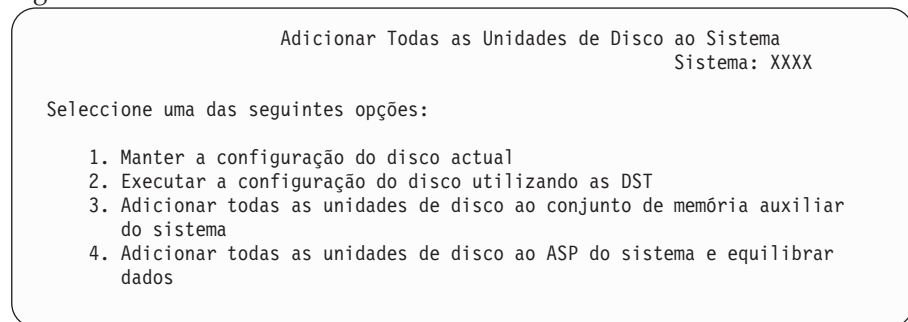 Adicionar Todas as Unidades de Disco ao Sistema
Sistema: XXXX
Seleccione uma das seguintes opções:
1. Manter a configuração do disco actual
2. Executar a configuração do disco utilizando as DST
3. Adicionar todas as unidades de disco ao conjunto de memória auxiliar
do sistema
4. Adicionar todas as unidades de disco ao ASP do sistema e equilibrar
dados